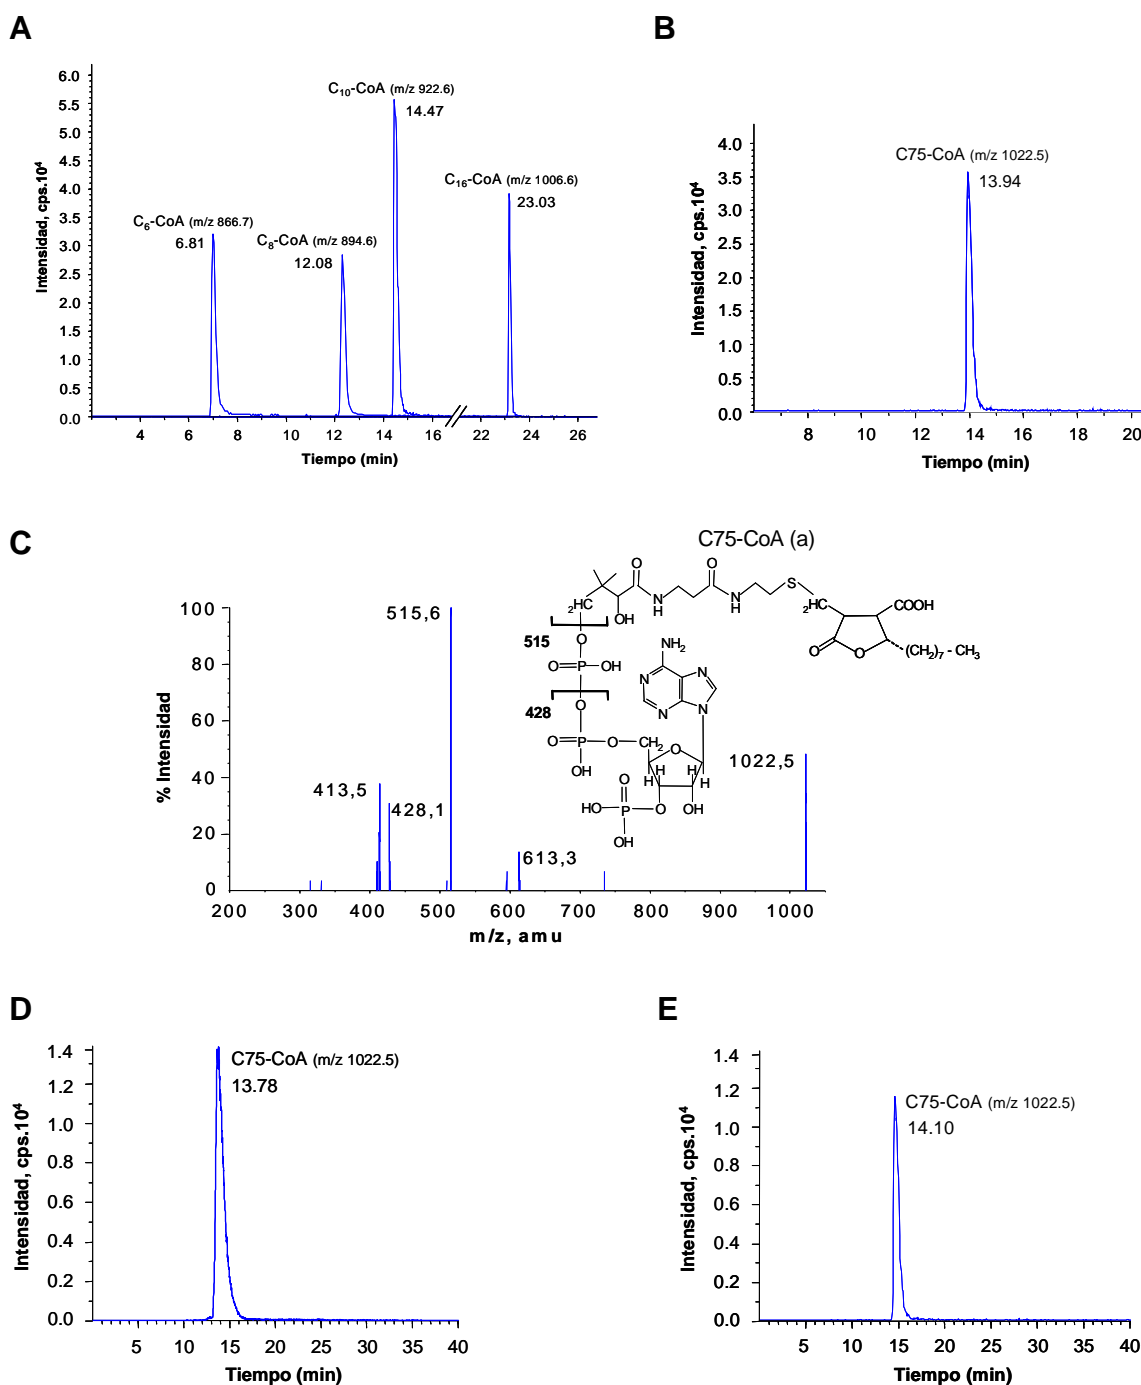 A
Intensidad, cps.10⁴
6.0
5.5
5.0
4.5
4.0
3.5
3.0
2.5
2.0
1.5
1.0
0.5
0.0
C₆-CoA (m/z 866.7)
6.81
C₈-CoA (m/z 894.6)
12.08
C₁₀-CoA (m/z 922.6)
14.47
C₁₆-CoA (m/z 1006.6)
23.03
4 6 8 10 12 14 16 22 24 26
Tiempo (min)
B
Intensidad, cps.10⁴
4.0
3.5
3.0
2.5
2.0
1.5
1.0
0.5
0.0
C75-CoA (m/z 1022.5)
13.94
8 10 12 14 16 18 20
Tiempo (min)
C
% Intensidad
100
80
60
40
20
0
413,5
428,1
515,6
613,3
1022,5
200 300 400 500 600 700 800 900 1000
m/z, amu
C75-CoA (a)
O O
S
₂HC N H N H ₂HC COOH
OH
515
O
O P OH
O O (CH₂)₇- CH₃
NH₂
N N
N N
428
O
O P O CH₂ O
OH
H H H H
O
HO P O OH
OH
D
Intensidad, cps.10⁴
1.4
1.2
1.0
0.8
0.6
0.4
0.2
0.0
C75-CoA (m/z 1022.5)
13.78
5 10 15 20 25 30 35 40
Tiempo (min)
E
Intensidad, cps.10⁴
1.4
1.2
1.0
0.8
0.6
0.4
0.2
0.0
C75-CoA (m/z 1022.5)
14.10
5 10 15 20 25 30 35 40
Tiempo (min)